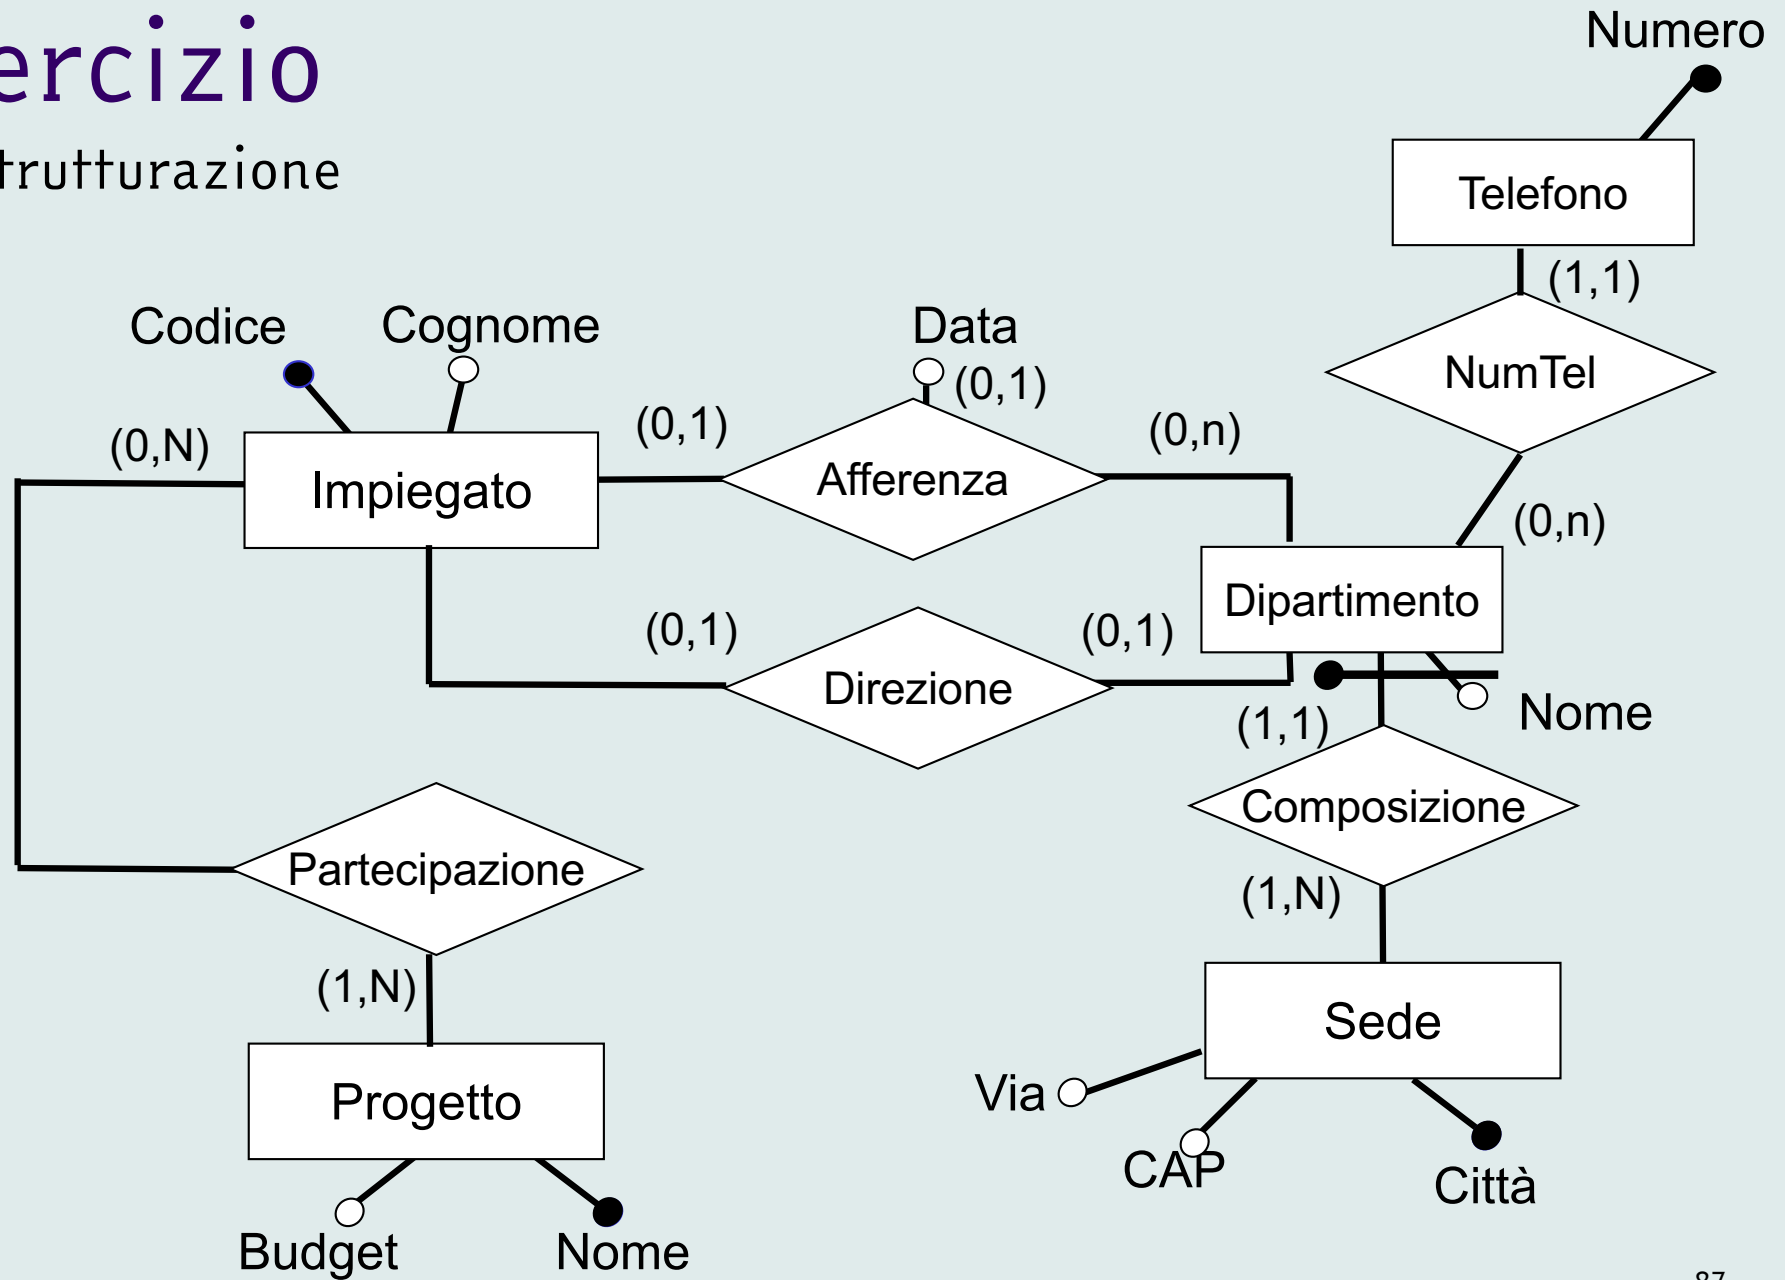 ercizio
trutturazione
Numero
Telefono
(1,1)
NumTel
(0,n)
Codice
Cognome
Data
(0,1)
(0,N)
(0,1)
(0,n)
Impiegato
Afferenza
Dipartimento
(0,1)
(0,1)
Direzione
(1,1)
Nome
Composizione
Partecipazione
(1,N)
(1,N)
Sede
Progetto
Via
CAP
Città
Budget
Nome